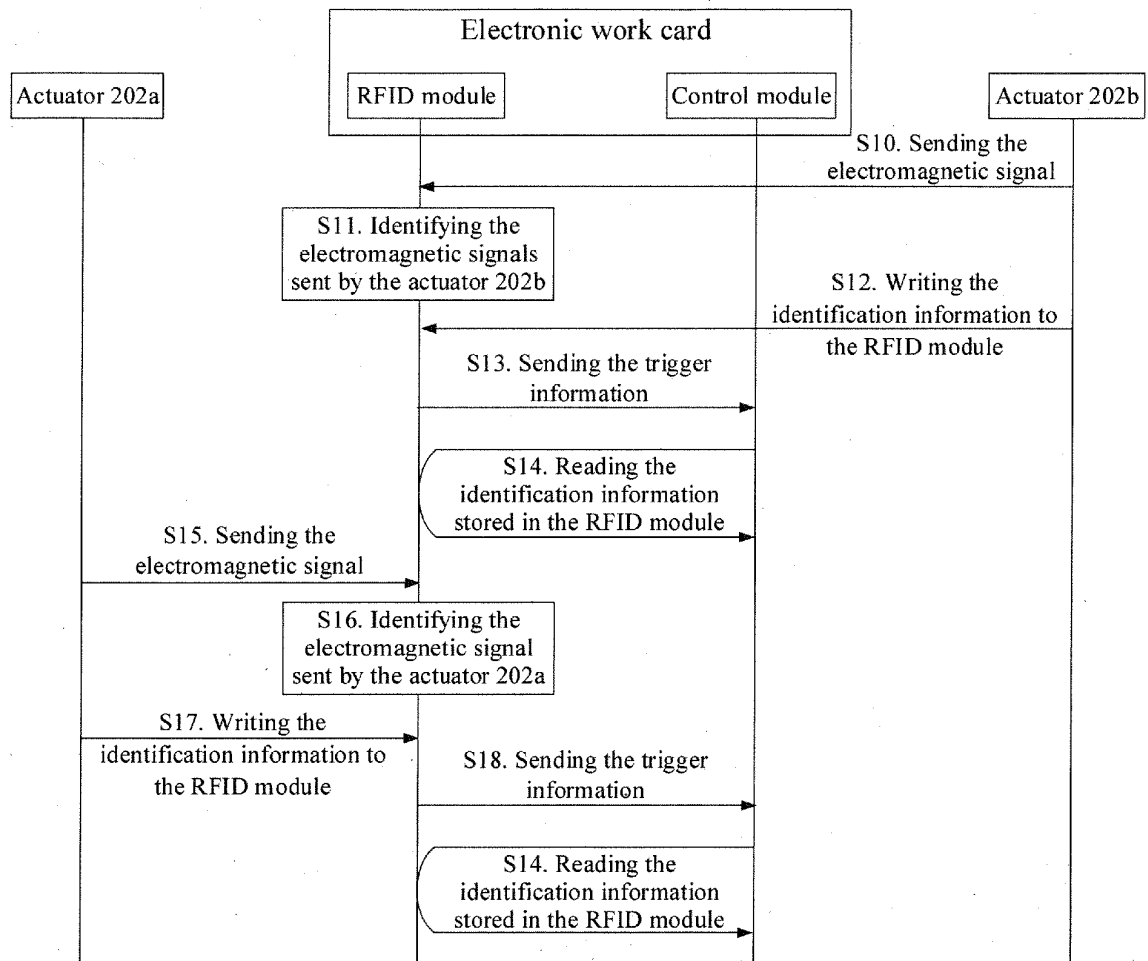 Electronic work card
Actuator 202a
RFID module
Control module
Actuator 202b
S10. Sending the
electromagnetic signal
S11. Identifying the
electromagnetic signals
sent by the actuator 202b
S12. Writing the
identification information to
the RFID module
S13. Sending the trigger
information
S14. Reading the
identification information
stored in the RFID module
S15. Sending the
electromagnetic signal
S16. Identifying the
electromagnetic signal
sent by the actuator 202a
S17. Writing the
identification information to
the RFID module
S18. Sending the trigger
information
S14. Reading the
identification information
stored in the RFID module